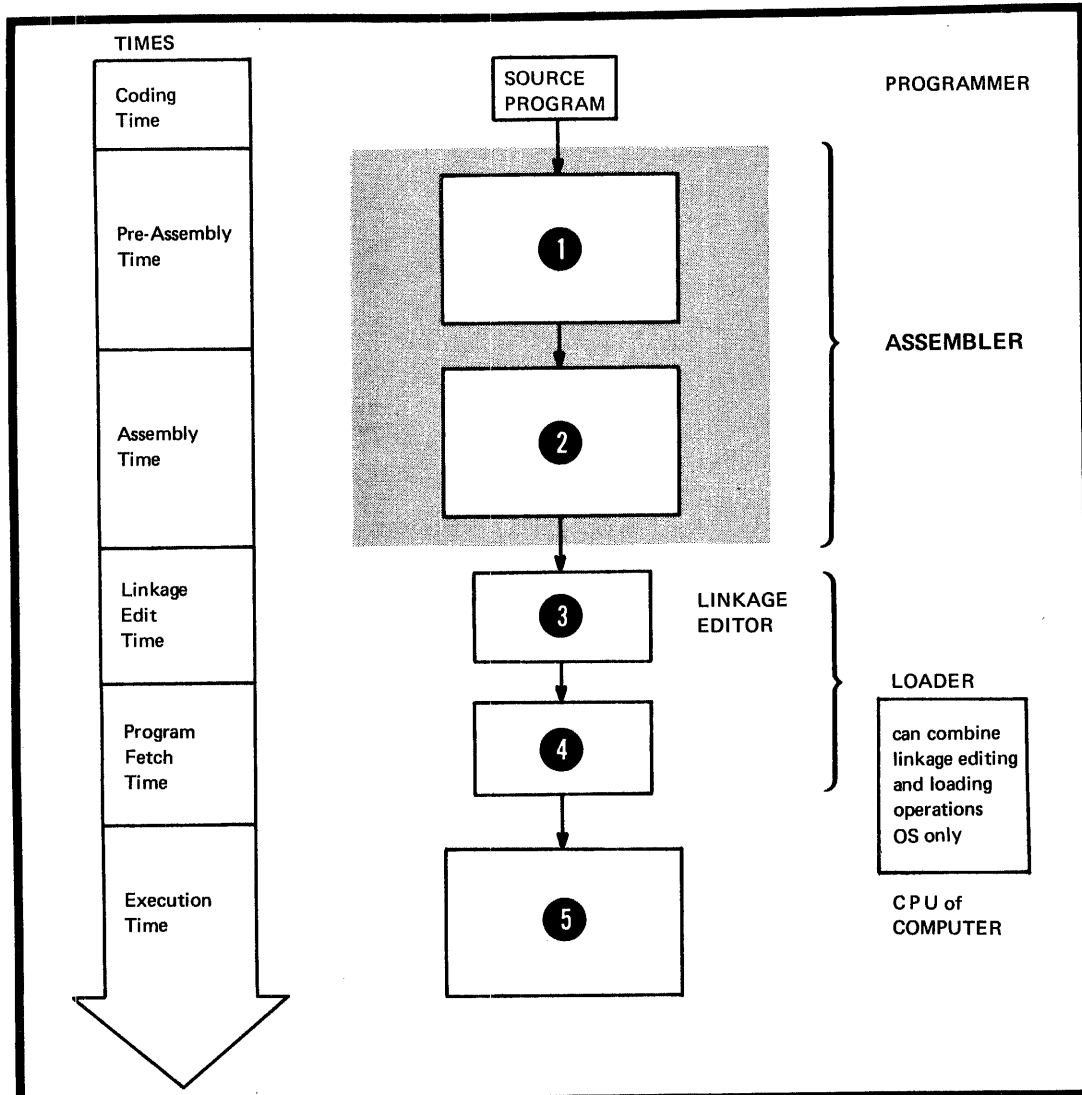 TIMES
Coding
Time
Pre-Assembly
Time
Assembly
Time
Linkage
Edit
Time
Program
Fetch
Time
Execution
Time
SOURCE
PROGRAM
1
2
3
4
5
PROGRAMMER
ASSEMBLER
LINKAGE
EDITOR
LOADER
can combine
linkage editing
and loading
operations
OS only
CPU of
COMPUTER